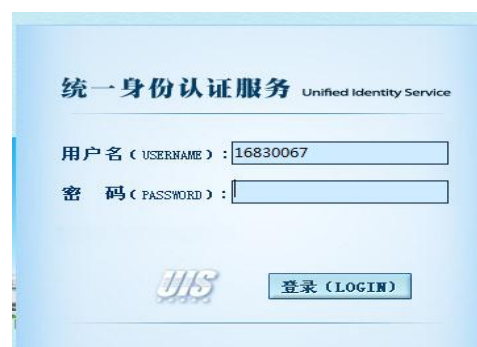 统一身份认证服务 Unified Identity Service
用户名（USERNAME）：16830067
密 码（PASSWORD）：
UIS 登录（LOGIN）